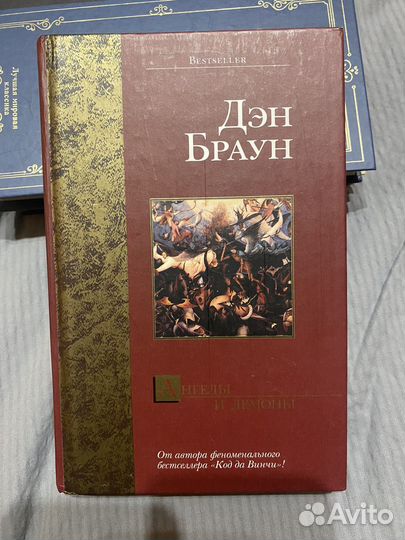 Лучшая мировая
классика
BESTSELLER
ДЭН
БРАУН
АНГЕЛЫ
И ДЕМОНЫ
От автора феноменального
бестселлера «Код да Винчи»!
Avito